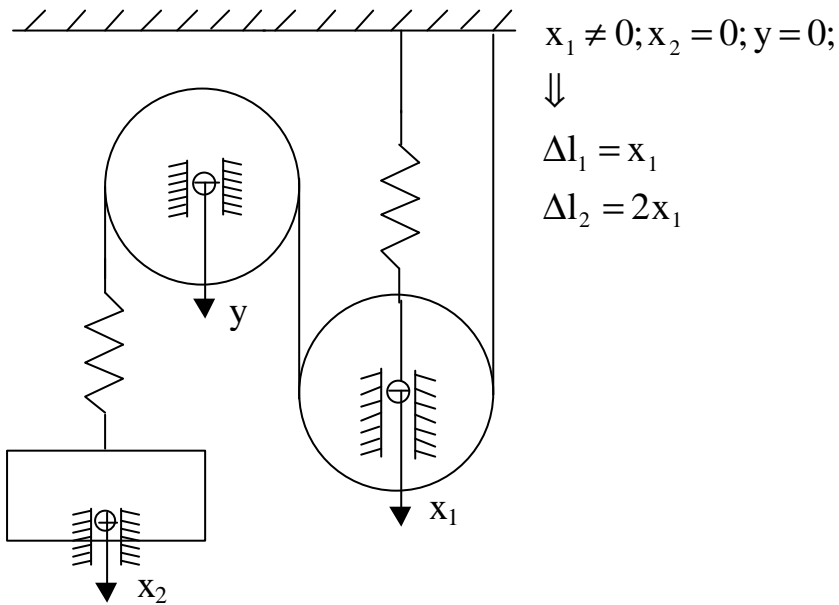 x₁ ≠ 0; x₂ = 0; y = 0;
⇓
Δl₁ = x₁
Δl₂ = 2x₁
y
x₁
x₂